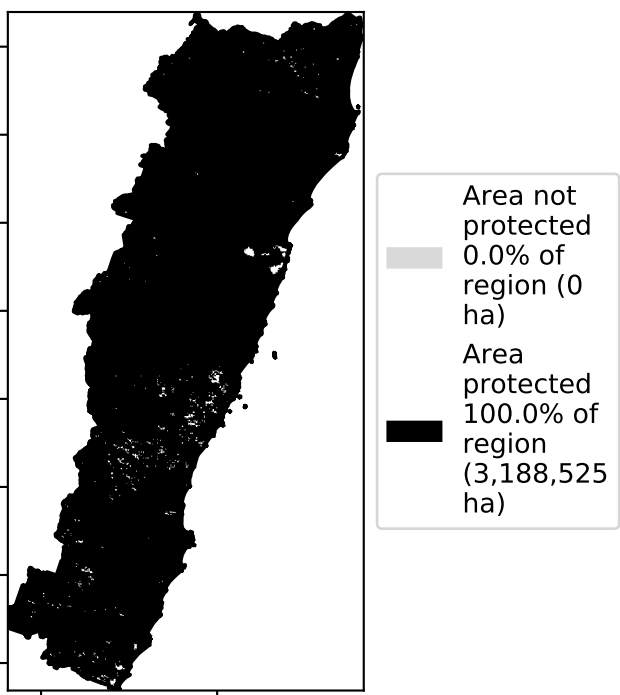 Area not
protected
0.0% of
region (0
ha)
Area
protected
100.0% of
region
(3,188,525
ha)